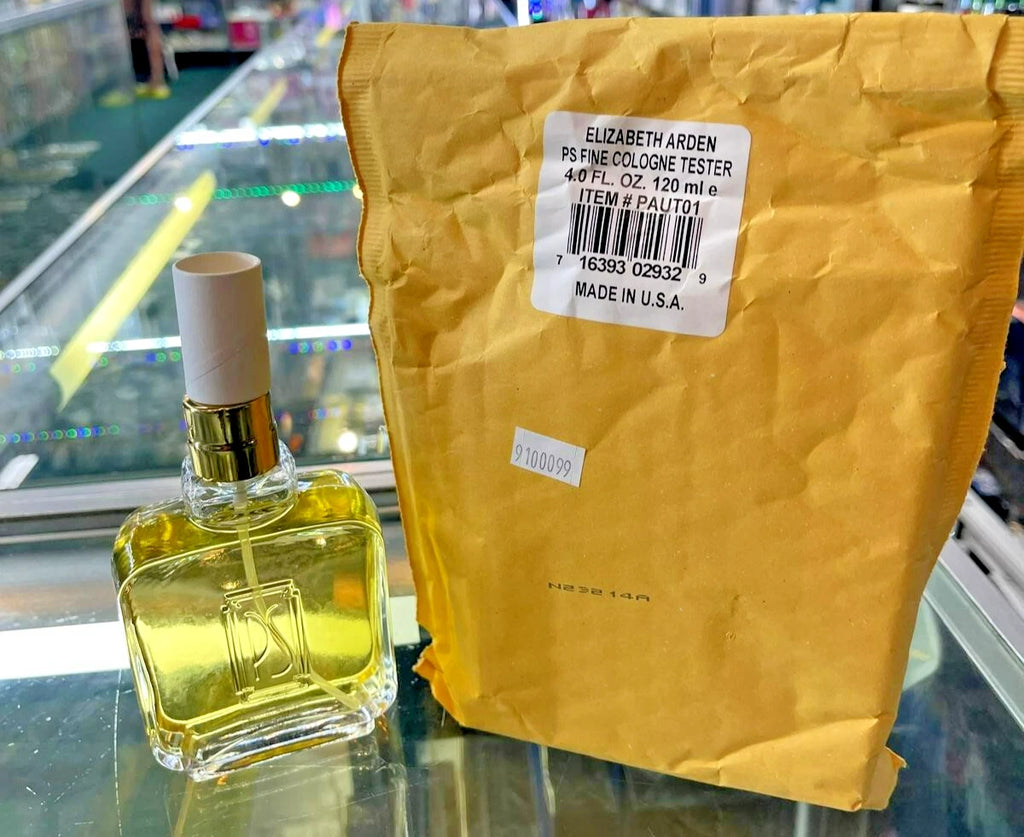 ELIZABETH ARDEN
PS FINE COLOGNE TESTER
4.0 FL. OZ. 120 ml e
ITEM # PAUT01
7 16393 02932 9
MADE IN U.S.A.
9100099
N23214A
PS